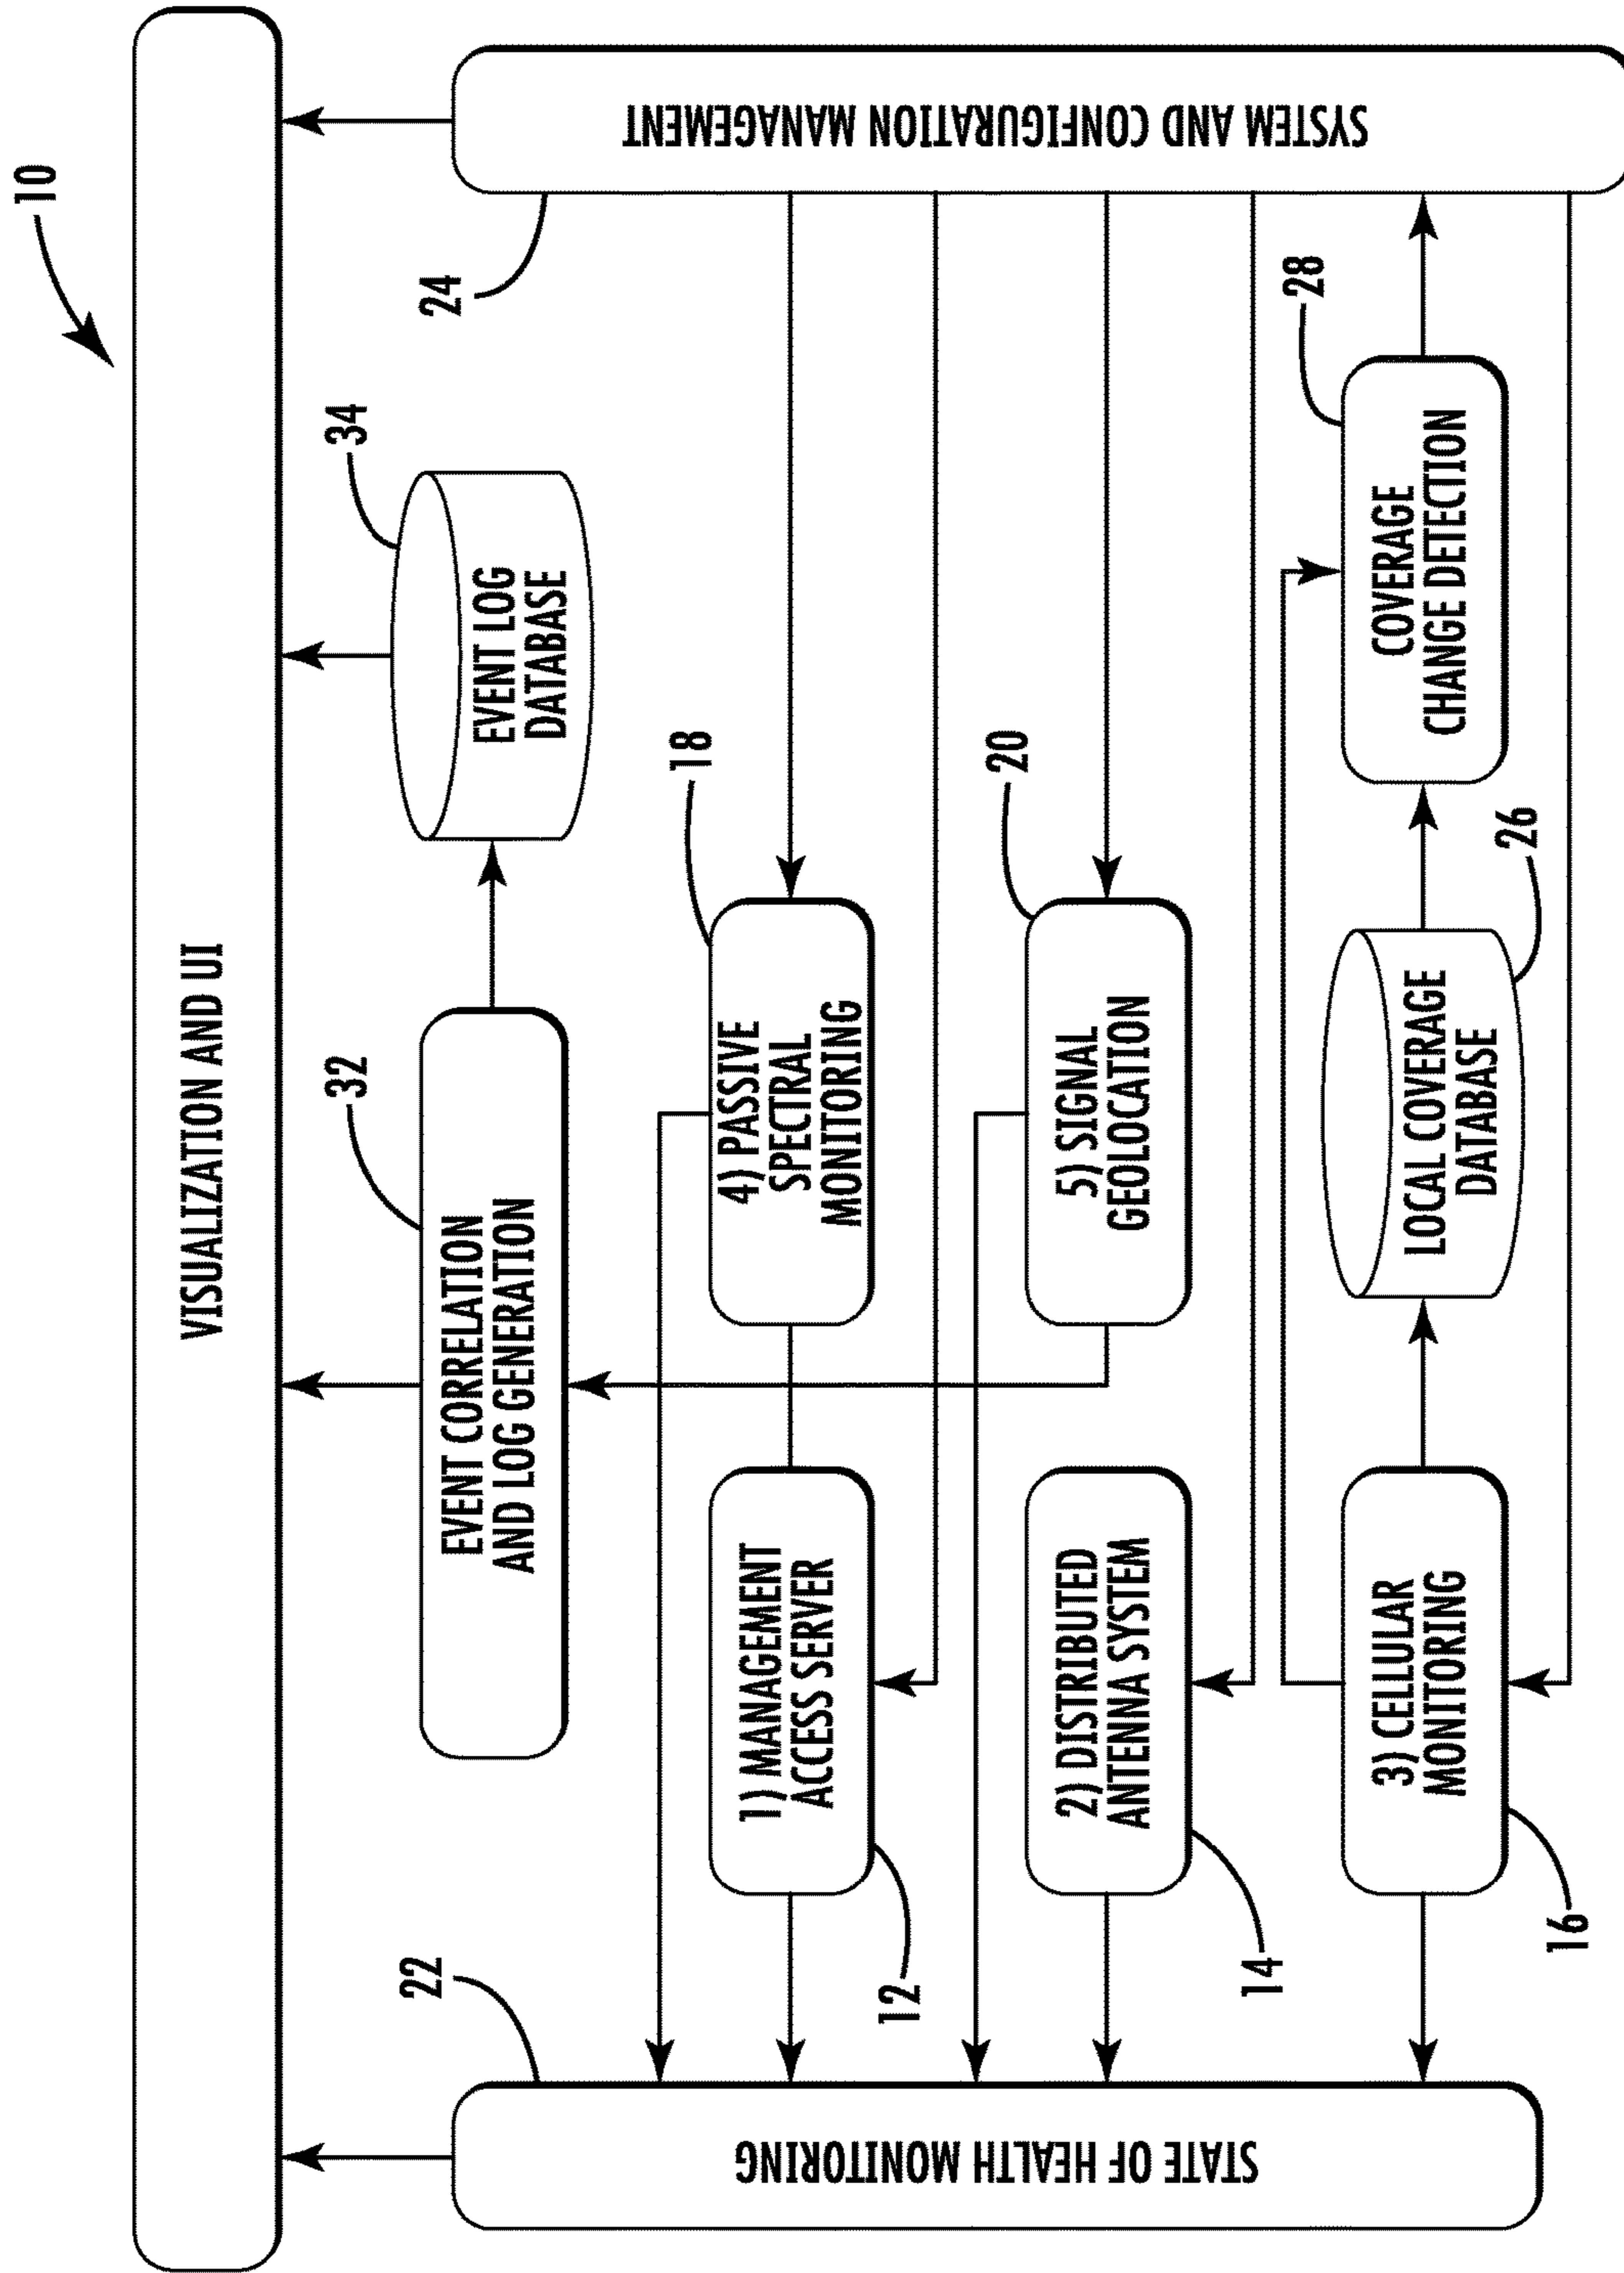 10
VISUALIZATION AND UI
32
34
EVENT CORRELATION
AND LOG GENERATION
EVENT LOG
DATABASE
22
24
STATE OF HEALTH MONITORING
SYSTEM AND CONFIGURATION MANAGEMENT
18
1) MANAGEMENT
ACCESS SERVER
4) PASSIVE
SPECTRAL
MONITORING
12
20
2) DISTRIBUTED
ANTENNA SYSTEM
5) SIGNAL
GEOLOCATION
14
28
3) CELLULAR
MONITORING
LOCAL COVERAGE
DATABASE
COVERAGE
CHANGE DETECTION
16
26